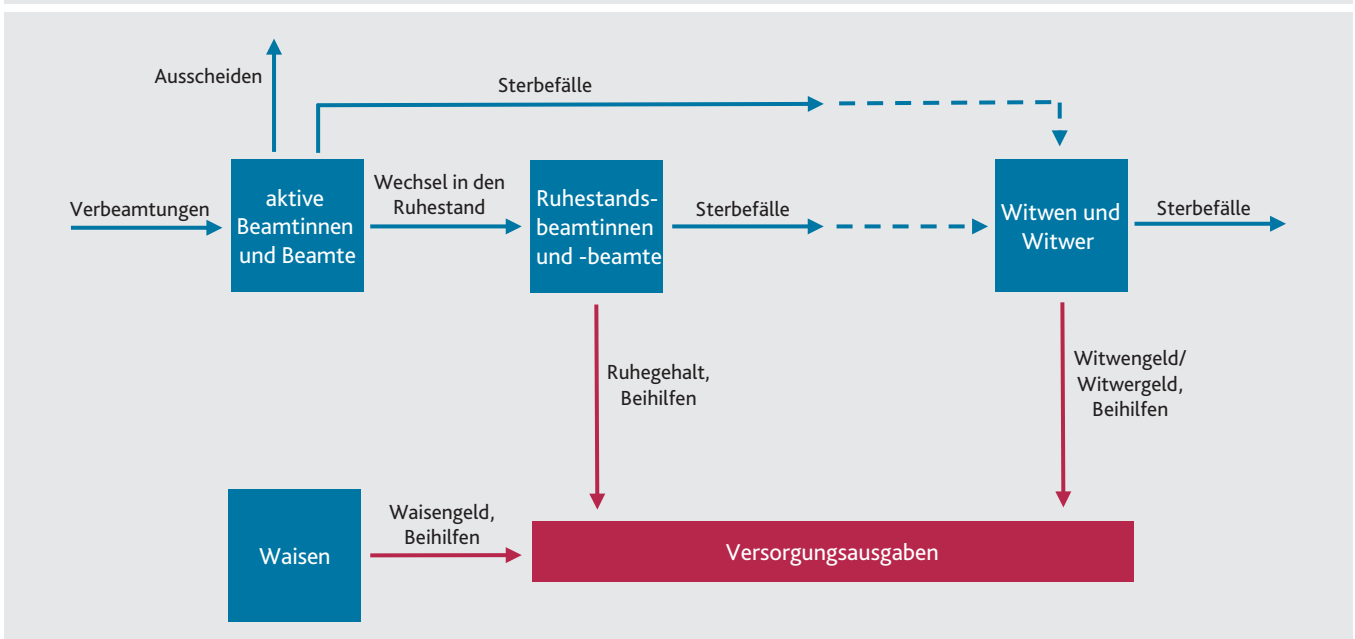 Ausscheiden
Sterbefälle
Verbeamtungen
aktive
Beamtinnen
und Beamte
Wechsel in den
Ruhestand
Ruhestands-
beamtinnen
und -beamte
Sterbefälle
Witwen und
Witwer
Sterbefälle
Ruhegehalt,
Beihilfen
Witwengeld/
Witwergeld,
Beihilfen
Waisen
Waisengeld,
Beihilfen
Versorgungsausgaben